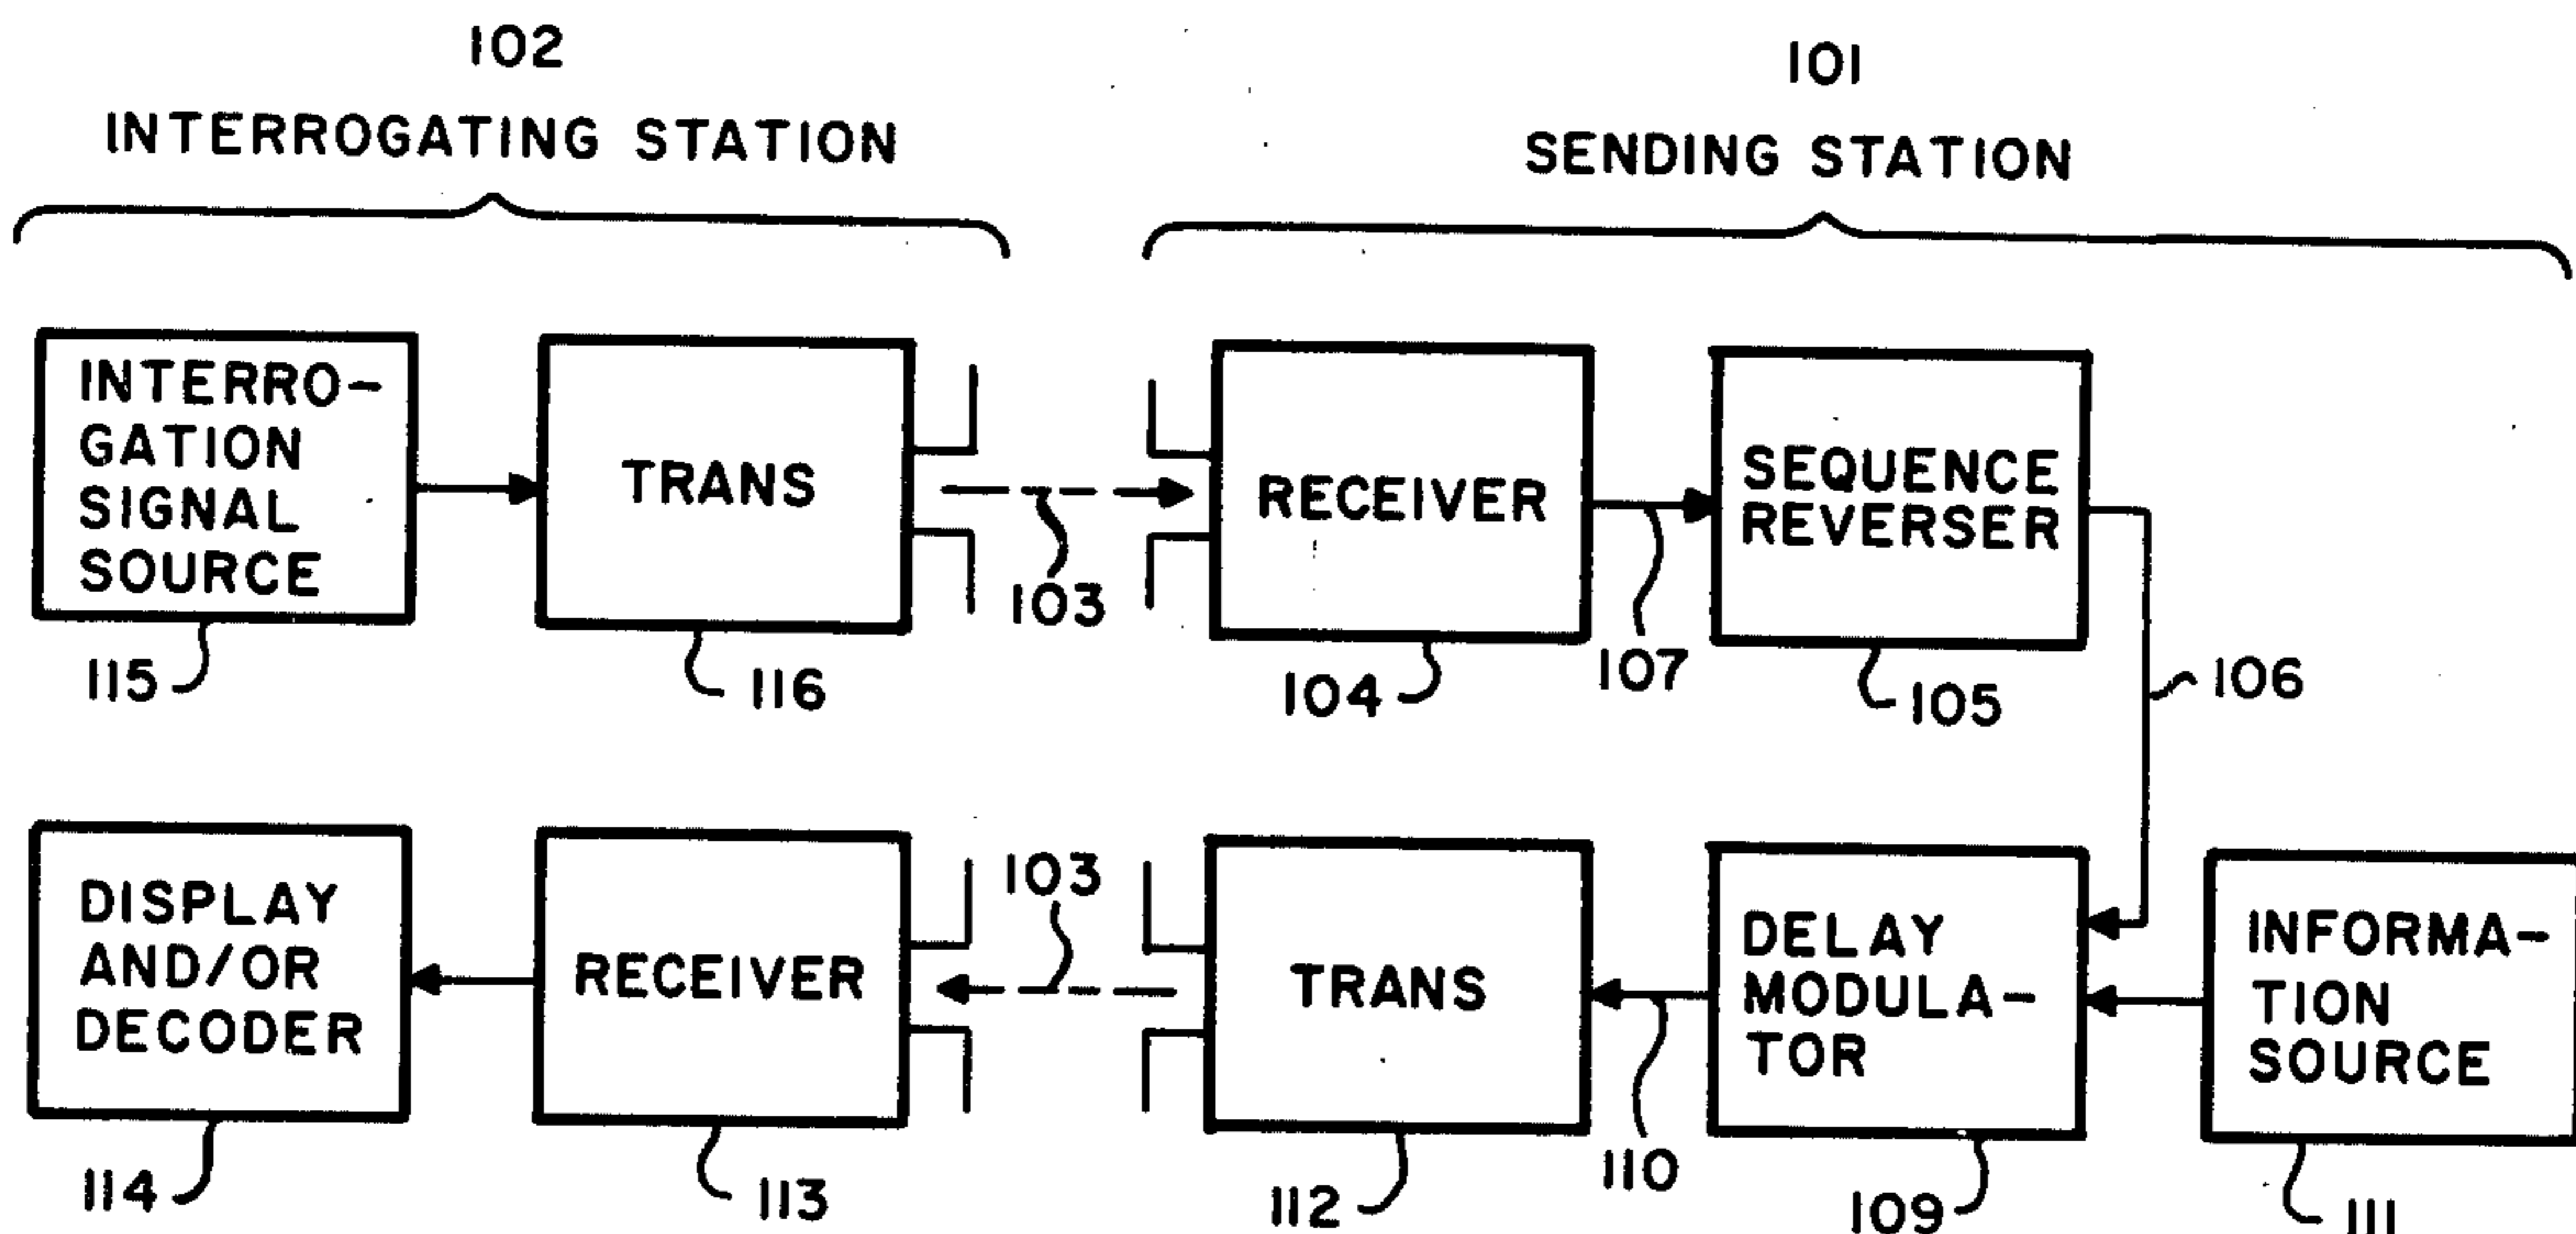 102
INTERROGATING STATION
101
SENDING STATION
INTERRO-
GATION
SIGNAL
SOURCE
115
TRANS
116
103
RECEIVER
104
107
SEQUENCE
REVERSER
105
106
DISPLAY
AND/OR
DECODER
114
RECEIVER
113
103
TRANS
112
110
DELAY
MODULA-
TOR
109
INFORMA-
TION
SOURCE
111